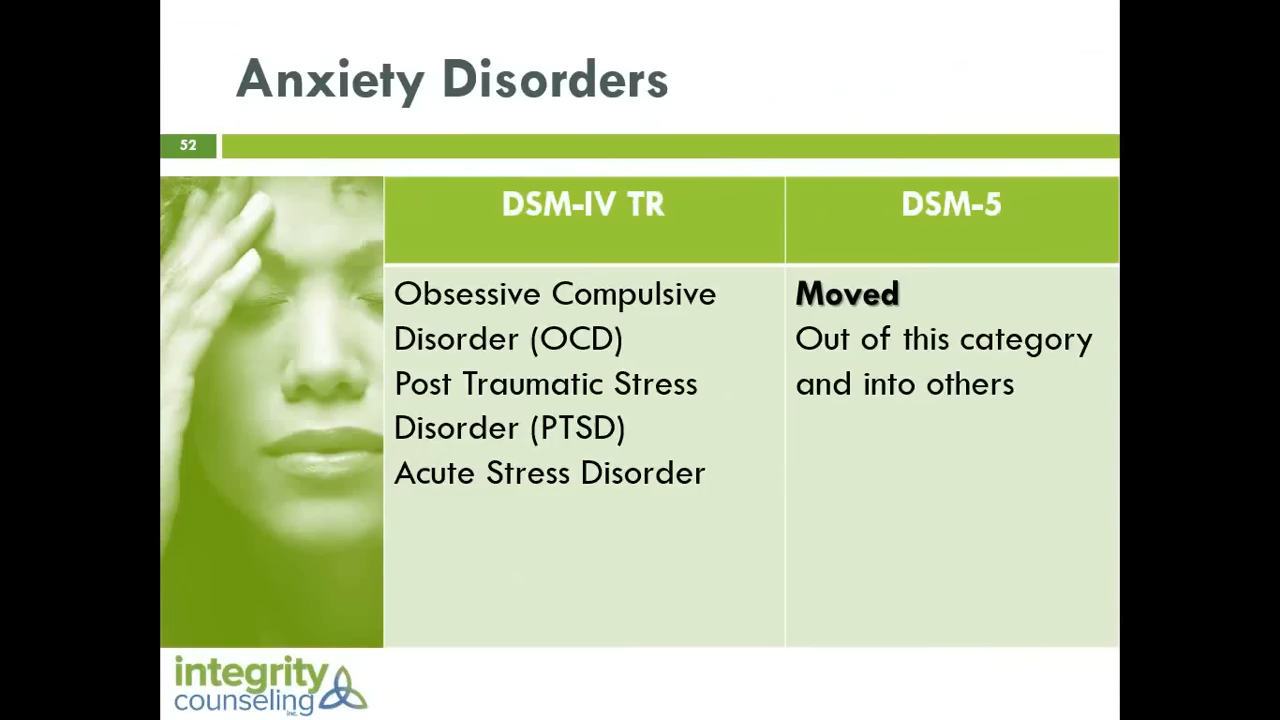 Anxiety Disorders
52
DSM-IV TR
DSM-5
Obsessive Compulsive
Disorder (OCD)
Post Traumatic Stress
Disorder (PTSD)
Acute Stress Disorder
Moved
Out of this category
and into others
integrity
counseling
inc.